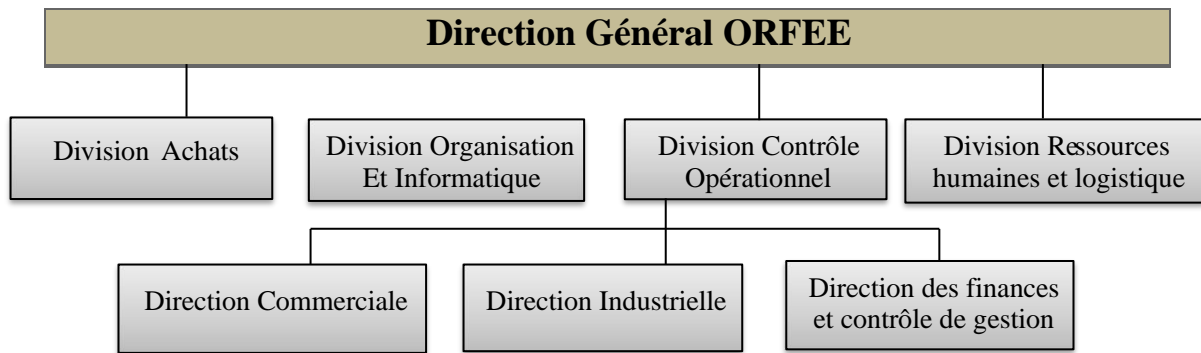 Direction Général ORFEE
Division Achats
Division Organisation
Et Informatique
Division Contrôle
Opérationnel
Division Ressources
humaines et logistique
Direction Commerciale
Direction Industrielle
Direction des finances
et contrôle de gestion